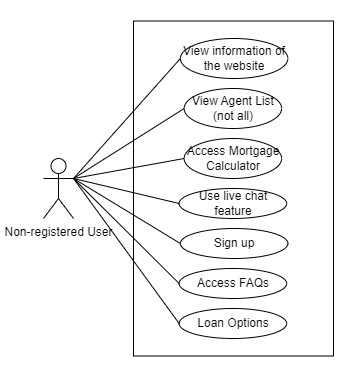 View information of
the website
View Agent List
(not all)
Access Mortgage
Calculator
Use live chat
feature
Non-registered User
Sign up
Access FAQs
Loan Options